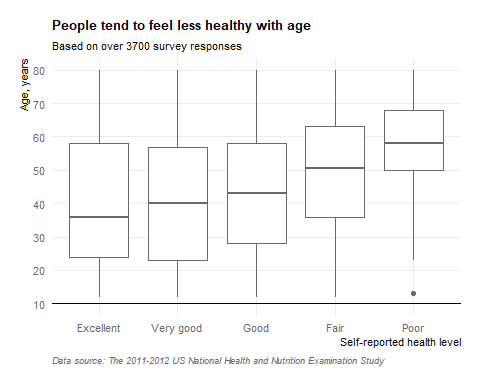 People tend to feel less healthy with age
Based on over 3700 survey responses
Age, years
80
70
60
50
40
30
20
10
Excellent Very good Good Fair Poor
Self-reported health level
Data source: The 2011-2012 US National Health and Nutrition Examination Study